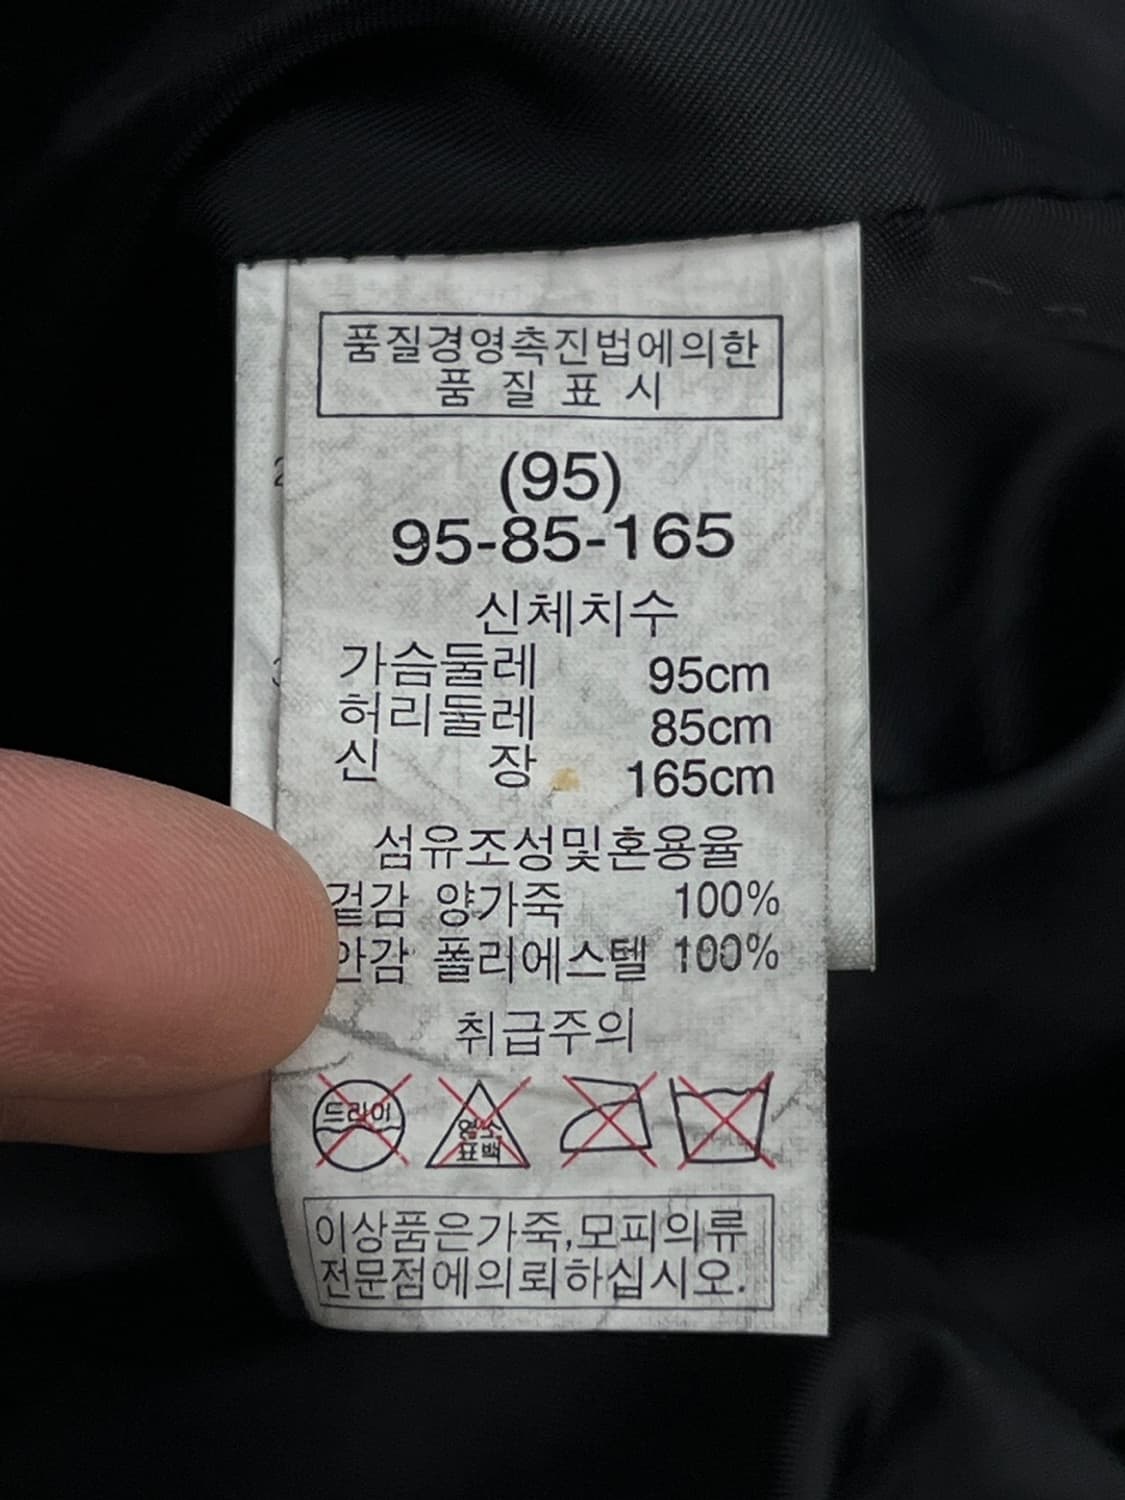 품질경영촉진법에의한
품 질 표 시
(95)
95-85-165
신체치수
가슴둘레 95cm
허리둘레 85cm
신 장 165cm
섬유조성및혼용율
겉감 양가죽 100%
안감 폴리에스텔 100%
취급주의
드라이
염소
표백
이상품은가죽,모피의류
전문점에의뢰하십시오.